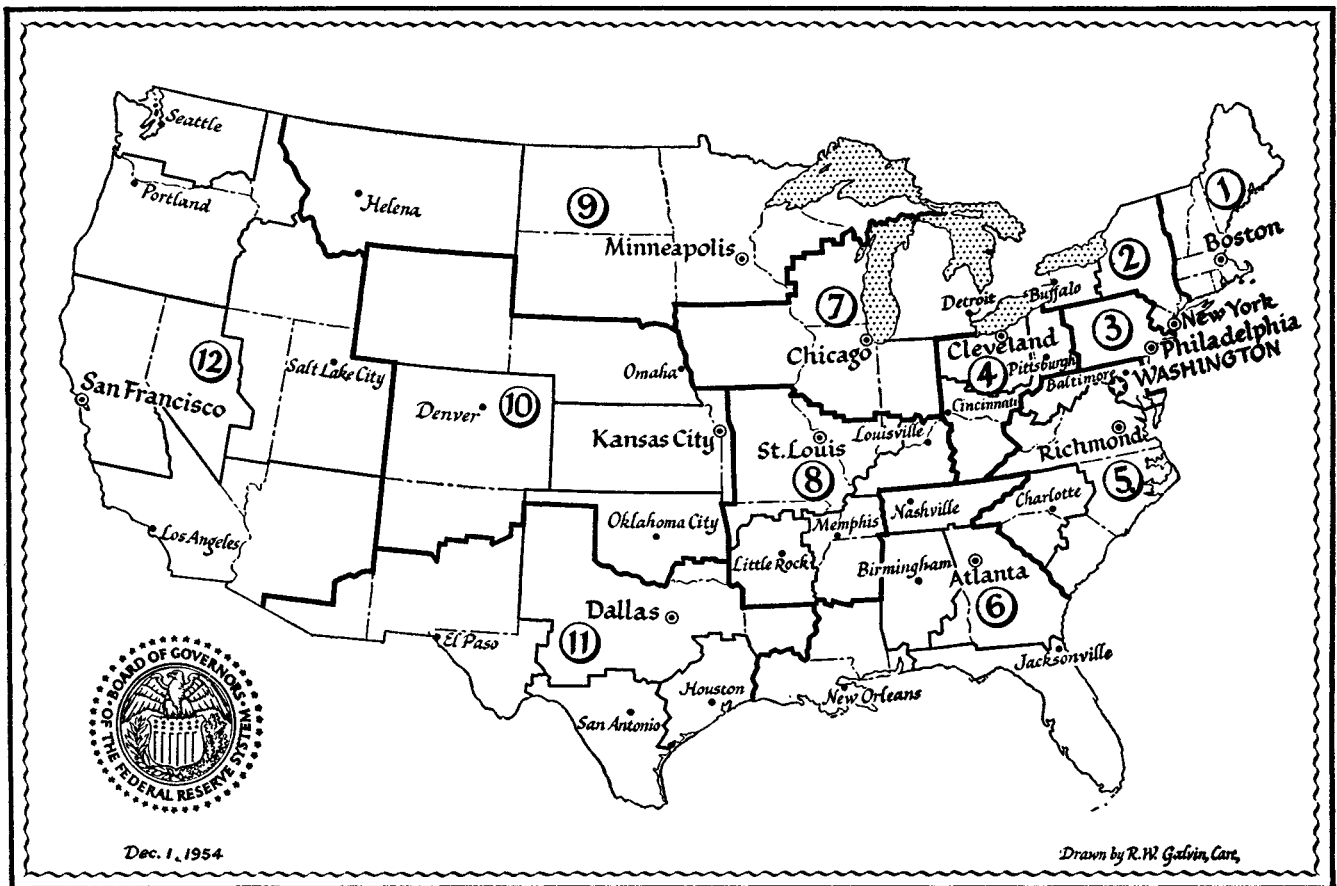 Seattle
Portland
Helena
9
Minneapolis
1
Boston
2
Detroit
Buffalo
7
3
New York
Philadelphia
Cleveland
Chicago
Pittsburgh
WASHINGTON
4
Baltimore
12
Salt Lake City
Omaha
San Francisco
Denver
10
Cincinnati
Kansas City
St. Louis
Louisville
Richmond
8
5
Charlotte
Oklahoma City
Memphis
Nashville
Los Angeles
Little Rock
Birmingham
Atlanta
6
Dallas
11
El Paso
Jacksonville
Houston
New Orleans
San Antonio
BOARD OF GOVERNORS
OF THE FEDERAL RESERVE SYSTEM
Dec. 1, 1954
Drawn by R.W. Galvin, Cart.